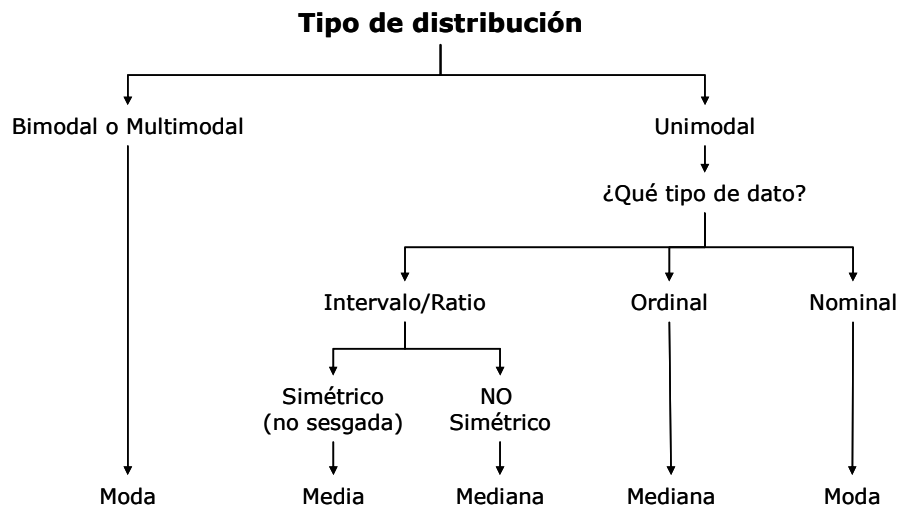 Tipo de distribución
Bimodal o Multimodal
Unimodal
¿Qué tipo de dato?
Intervalo/Ratio
Ordinal
Nominal
Simétrico
(no sesgada)
NO
Simétrico
Moda
Media
Mediana
Mediana
Moda